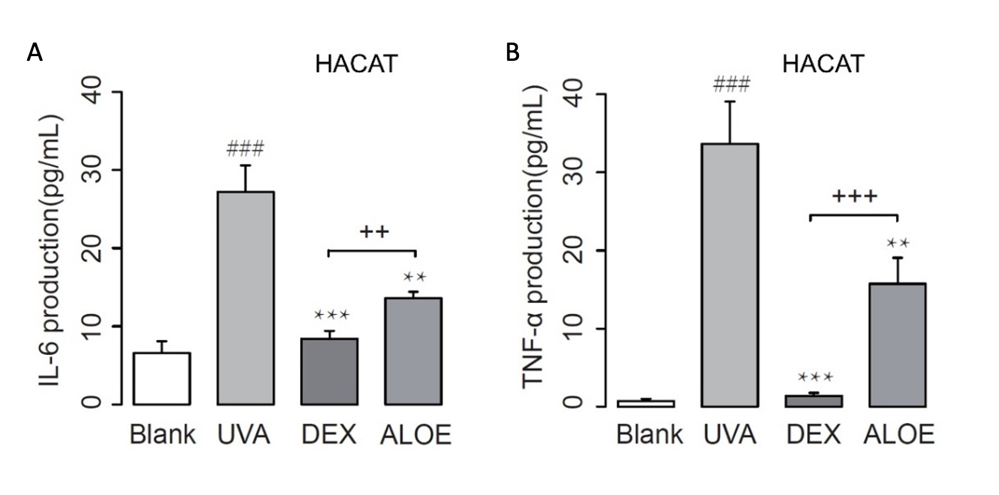 A
HACAT
IL-6 production(pg/mL)
40
30
20
10
0
###
***
**
++
Blank UVA DEX ALOE
B
HACAT
TNF-α production(pg/mL)
40
30
20
10
0
###
***
**
+++
Blank UVA DEX ALOE